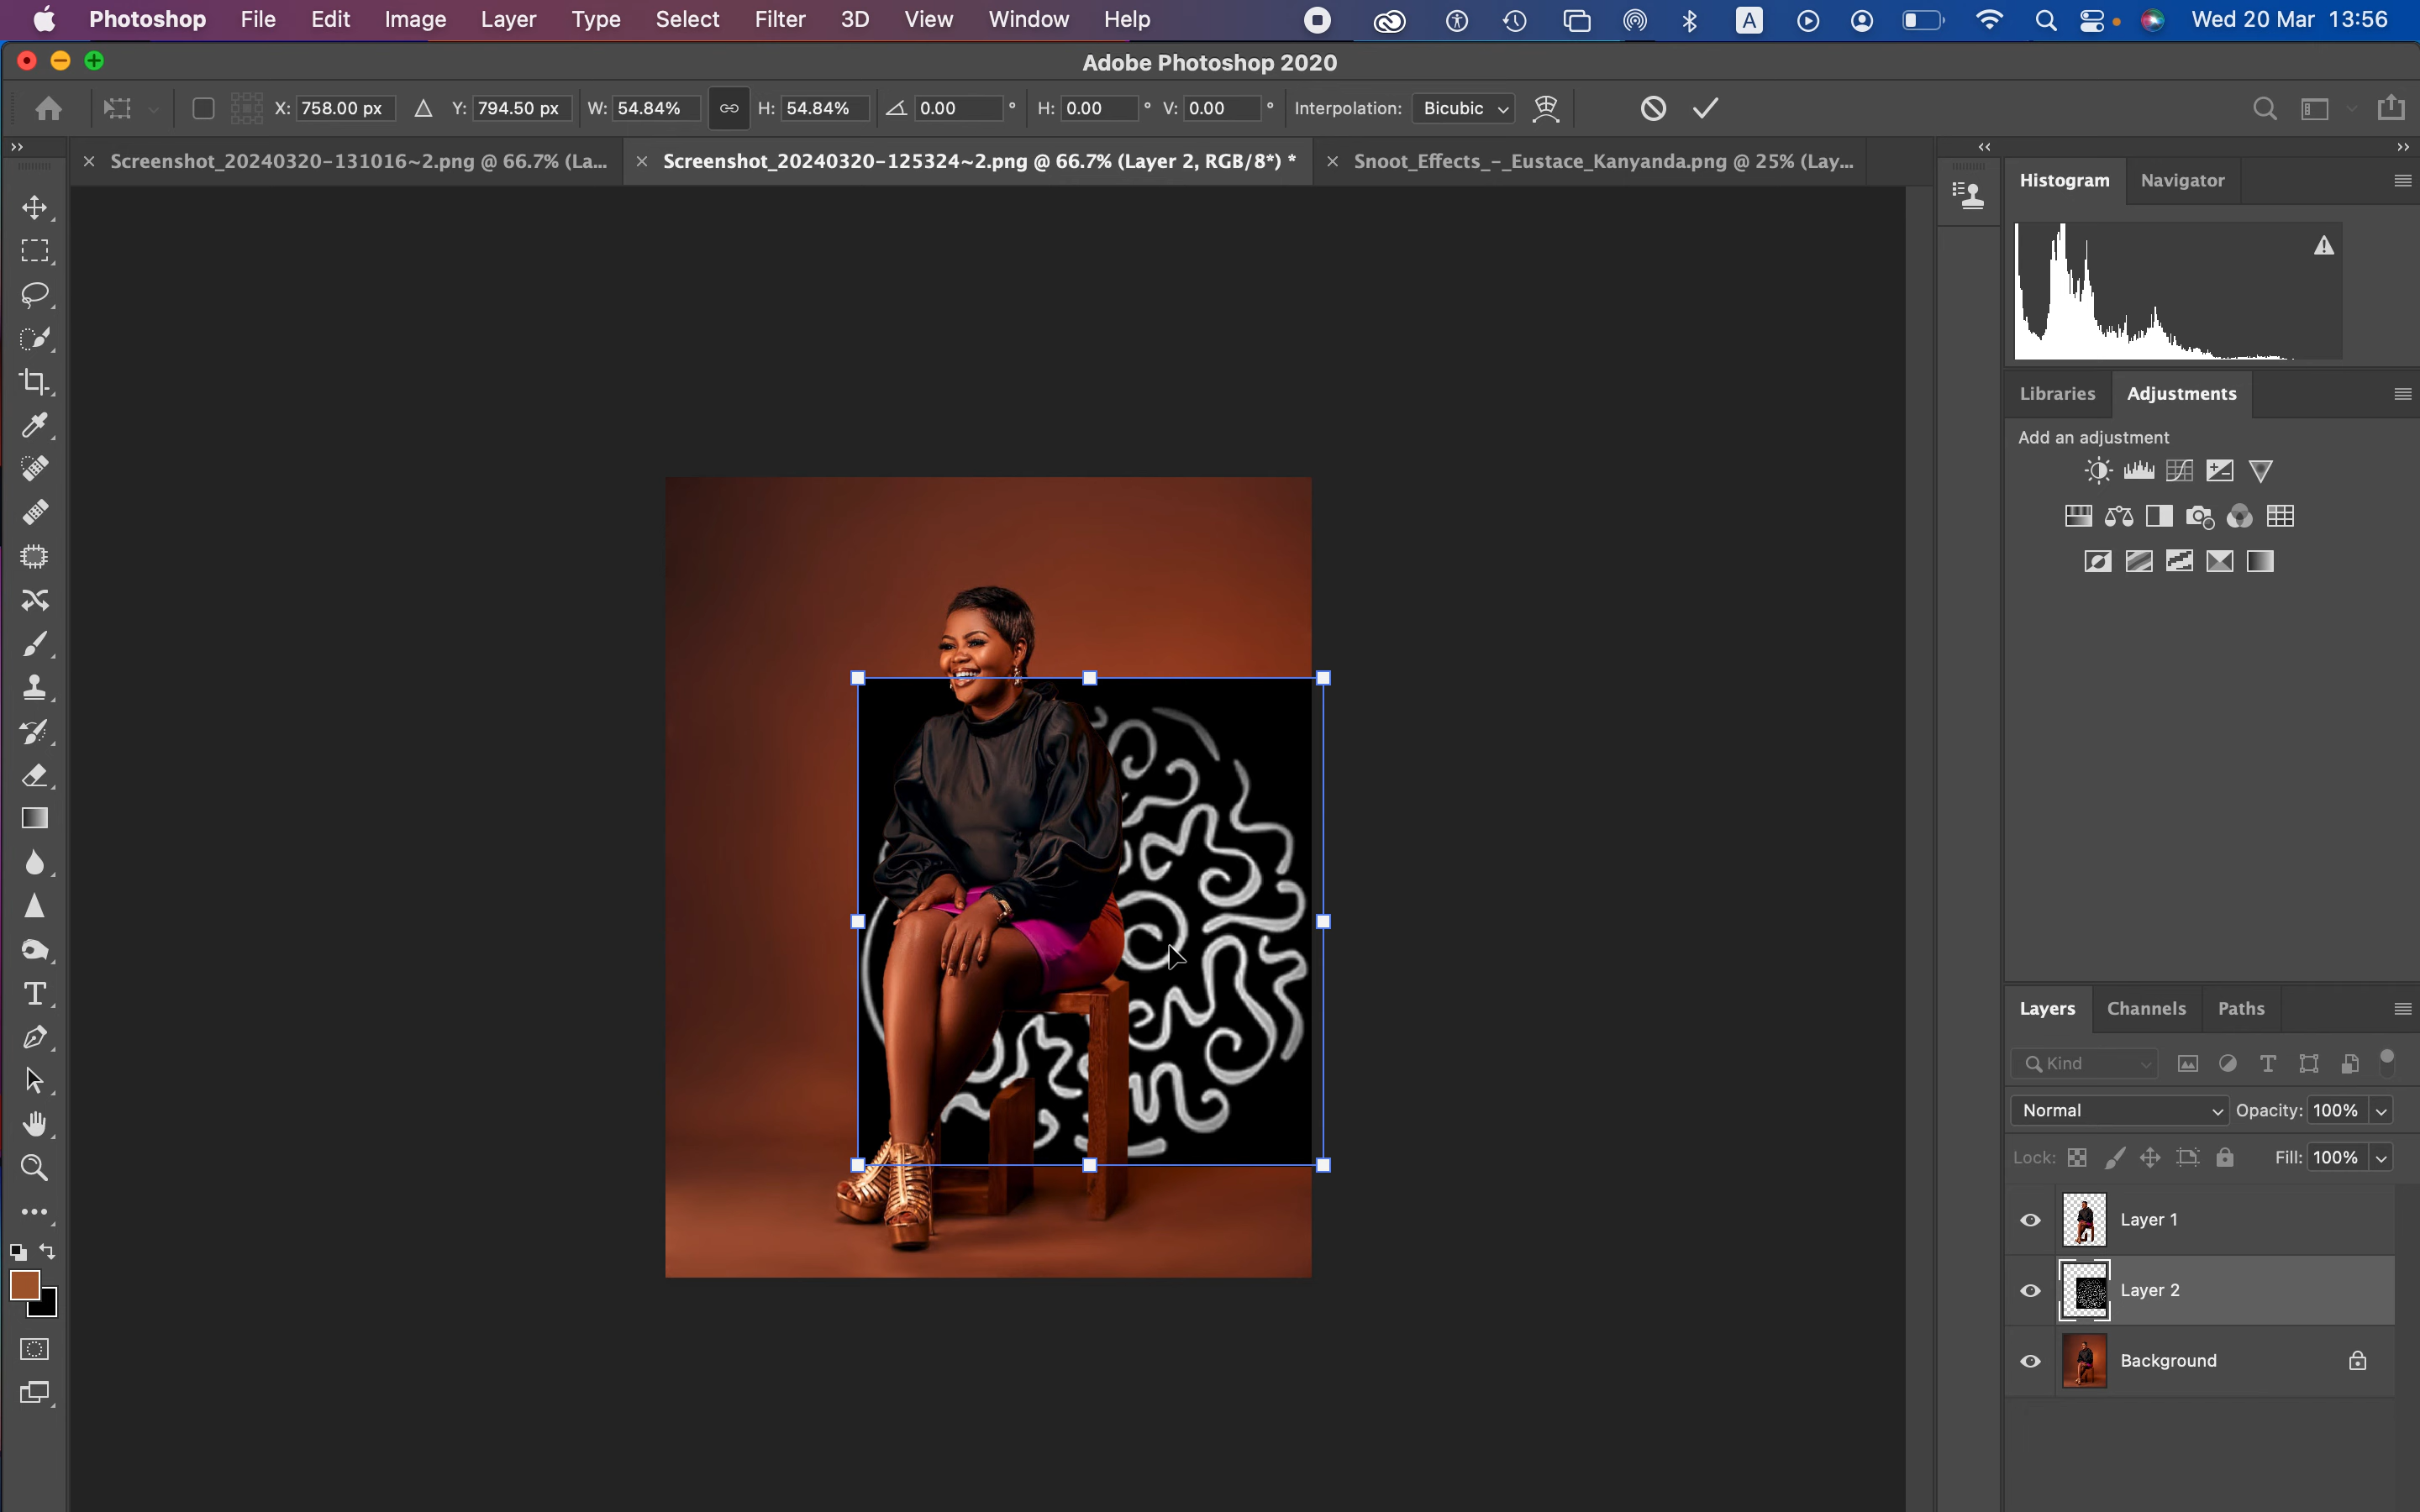 Photoshop File Edit Image Layer Type Select Filter 3D View Window Help A Wed 20 Mar 13:56
Adobe Photoshop 2020
X: 758.00 px Y: 794.50 px W: 54.84% H: 54.84% 0.00 ° H: 0.00 ° V: 0.00 ° Interpolation: Bicubic
Screenshot_20240320-131016~2.png @ 66.7% (La... Screenshot_20240320-125324~2.png @ 66.7% (Layer 2, RGB/8*) * Snoot_Effects_-_Eustace_Kanyanda.png @ 25% (Lay...
Histogram Navigator
Libraries Adjustments
Add an adjustment
Layers Channels Paths
Kind
Normal Opacity: 100%
Lock: Fill: 100%
Layer 1
Layer 2
Background